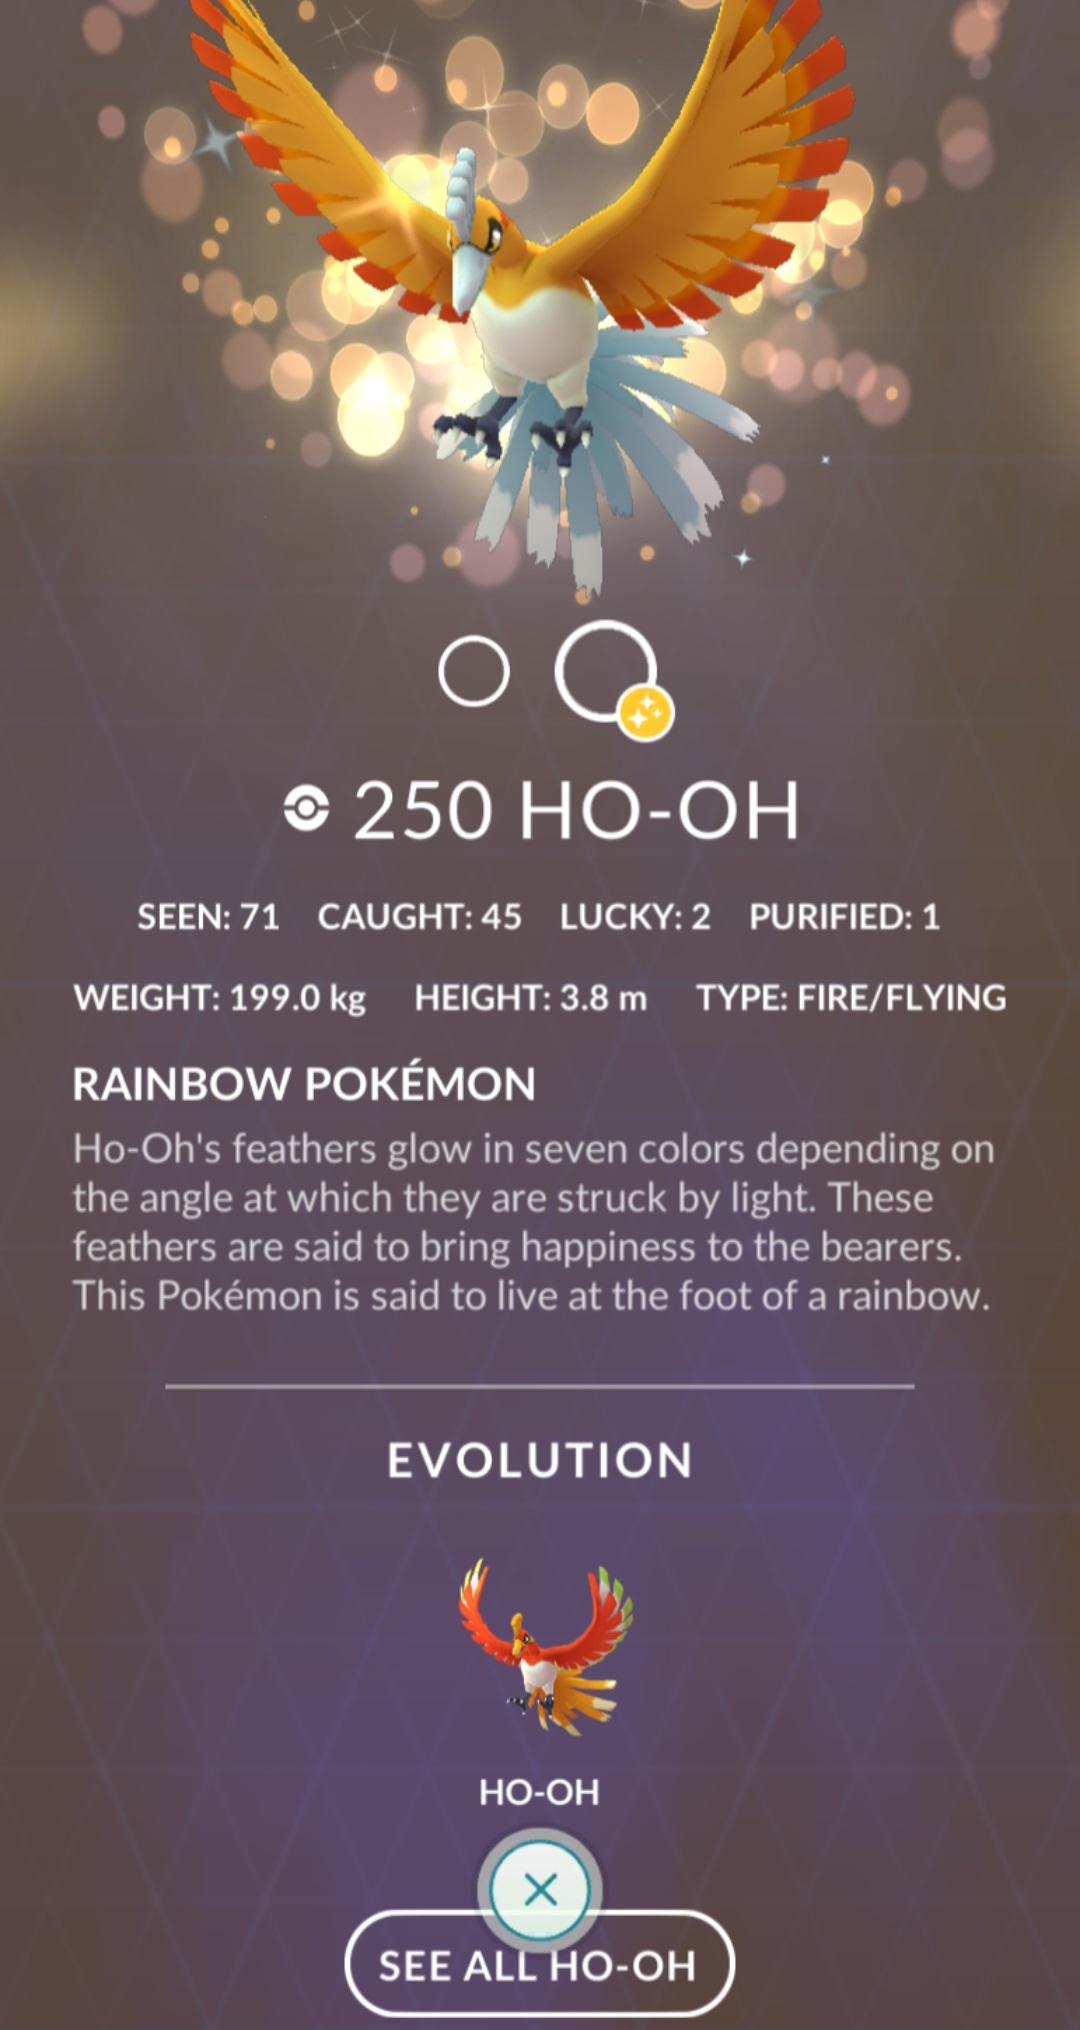 250 HO-OH
SEEN: 71 CAUGHT: 45 LUCKY: 2 PURIFIED: 1
WEIGHT: 199.0 kg HEIGHT: 3.8 m TYPE: FIRE/FLYING
RAINBOW POKÉMON
Ho-Oh's feathers glow in seven colors depending on
the angle at which they are struck by light. These
feathers are said to bring happiness to the bearers.
This Pokémon is said to live at the foot of a rainbow.
EVOLUTION
HO-OH
SEE ALL HO-OH